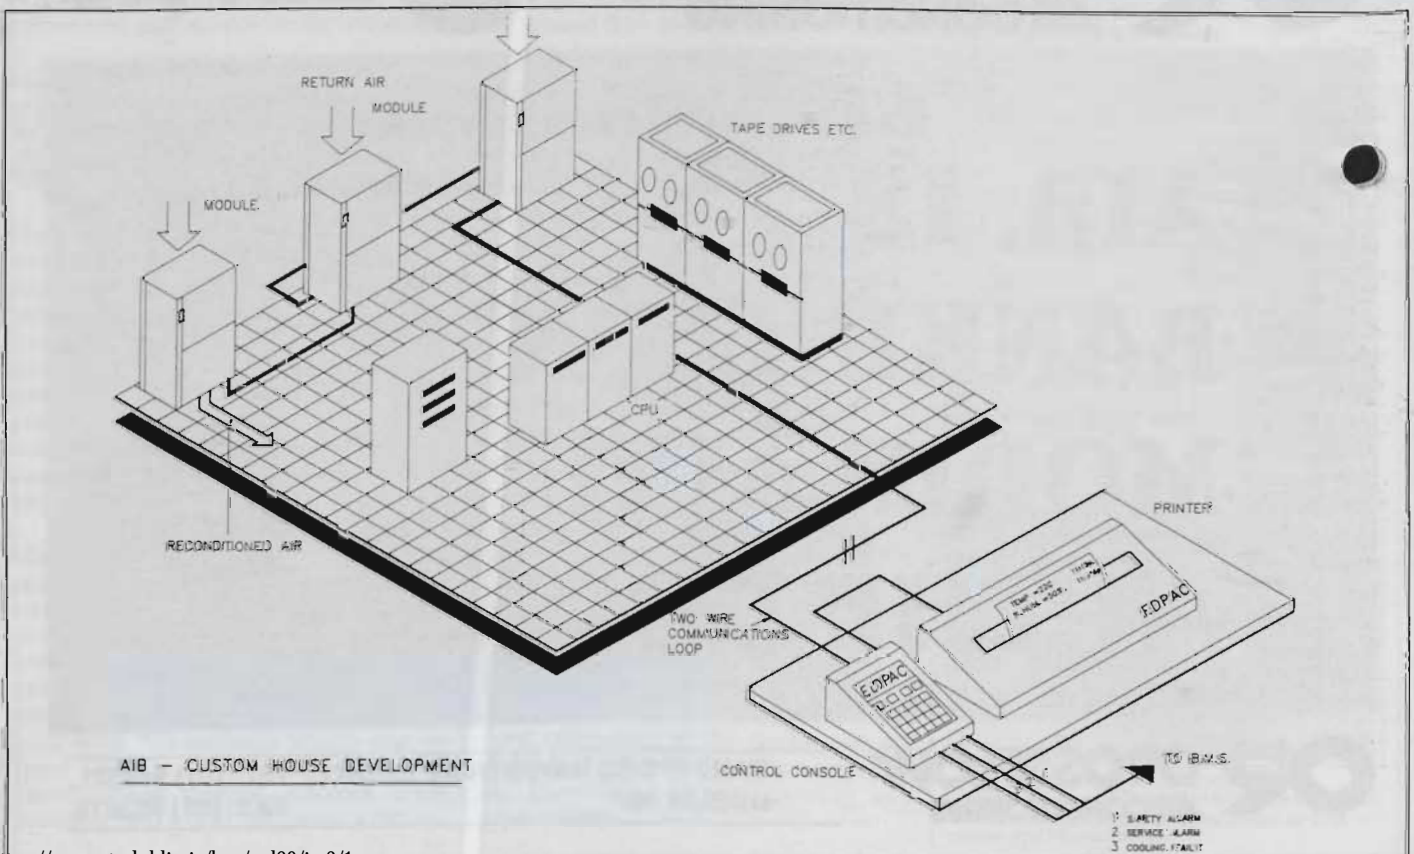 RETURN AIR
MODULE
MODULE
TAPE DRIVES ETC.
CPU
RECONDITIONED AIR
PRINTER
TEMP
EDPAC
TWO WIRE
COMMUNICATIONS
LOOP
EDPAC
AIB - CUSTOM HOUSE DEVELOPMENT
CONTROL CONSOLE
TO B.M.S.
1 SAFETY ALARM
2 SERVICE ALARM
3 COOLING